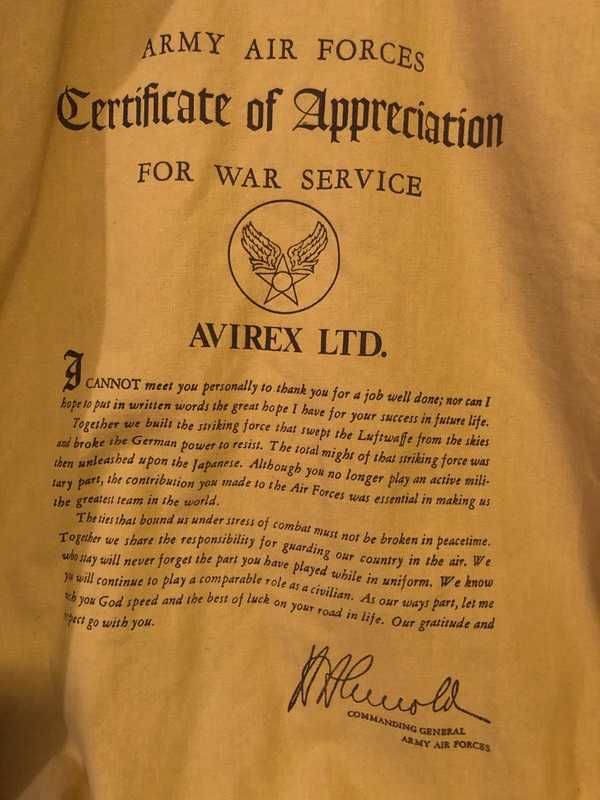 ARMY AIR FORCES
Certificate of Appreciation
FOR WAR SERVICE
AVIREX LTD.
I CANNOT meet you personally to thank you for a job well done; nor can I
hope to put in written words the great hope I have for your success in future life.
Together we built the striking force that swept the Luftwaffe from the skies
and broke the German power to resist. The total might of that striking force was
then unleashed upon the Japanese. Although you no longer play an active mili-
tary part, the contribution you made to the Air Forces was essential in making us
the greatest team in the world.
The ties that bound us under stress of combat must not be broken in peacetime.
Together we share the responsibility for guarding our country in the air. We
who stay will never forget the part you have played while in uniform. We know
you will continue to play a comparable role as a civilian. As our ways part, let me
you God speed and the best of luck on your road in life. Our gratitude and
go with you.
H H Arnold
COMMANDING GENERAL
ARMY AIR FORCES